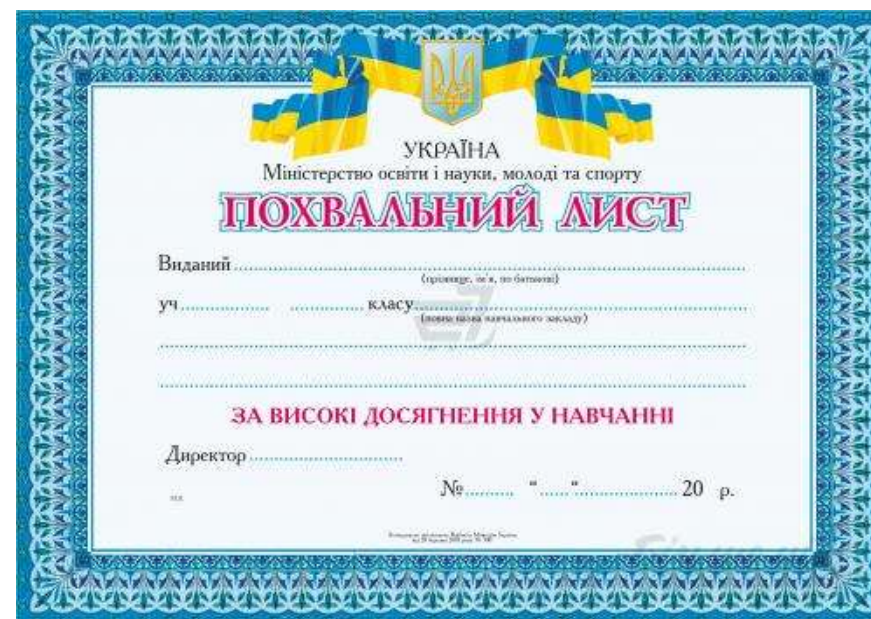 УКРАЇНА
Міністерство освіти і науки, молоді та спорту
ПОХВАЛЬНИЙ ЛИСТ
Виданий
(прізвище, ім'я, по батькові)
уч класу
(повна назва навчального закладу)
ЗА ВИСОКІ ДОСЯГНЕННЯ У НАВЧАННІ
Директор
№ “ “ 20 р.
М.П.